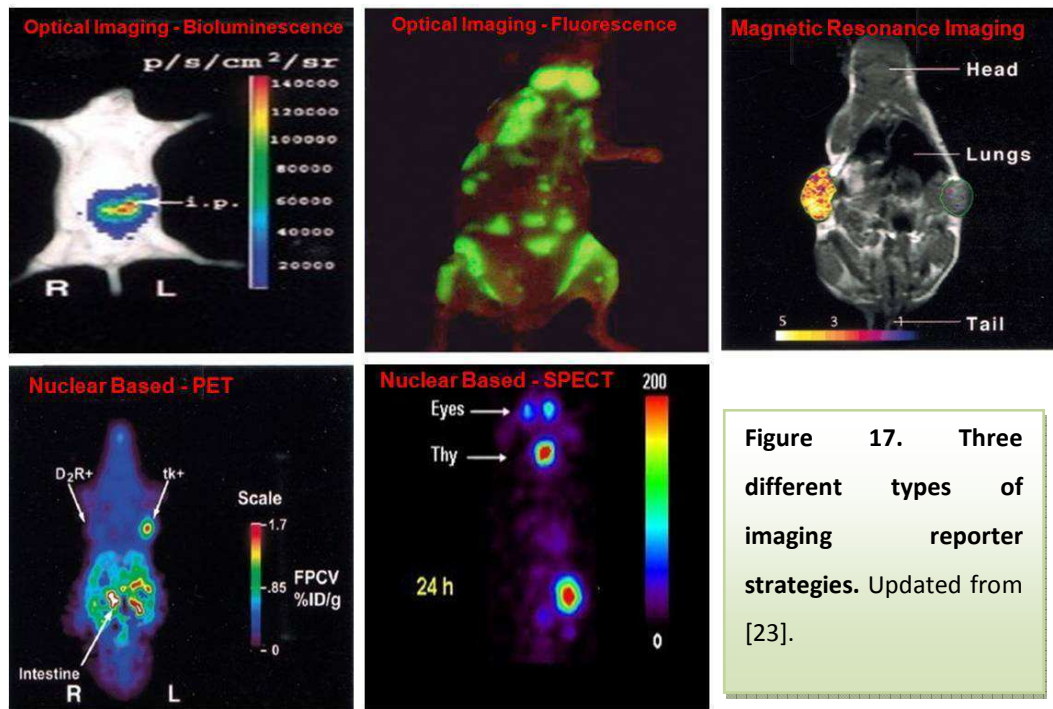 Optical Imaging - Bioluminescence
p/s/cm²/sr
140000
100000
80000
i.p.
60000
40000
20000
R L
Optical Imaging - Fluorescence
Magnetic Resonance Imaging
Head
Lungs
5 3 1
Tail
Nuclear Based - PET
D₂R+
tk+
Scale
1.7
FPCV
.85
%ID/g
0
Intestine
R L
Nuclear Based - SPECT
200
Eyes
Thy
24 h
0
Figure 17. Three
different types of
imaging reporter
strategies. Updated from
[23].